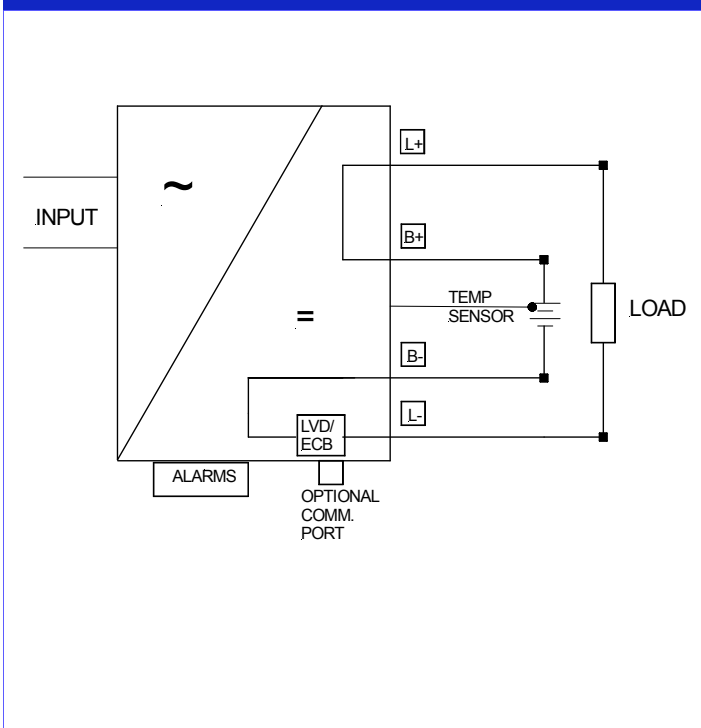 L+
~
INPUT
B+
TEMP
SENSOR
LOAD
=
B-
L-
LVD/
ECB
ALARMS
OPTIONAL
COMM.
PORT